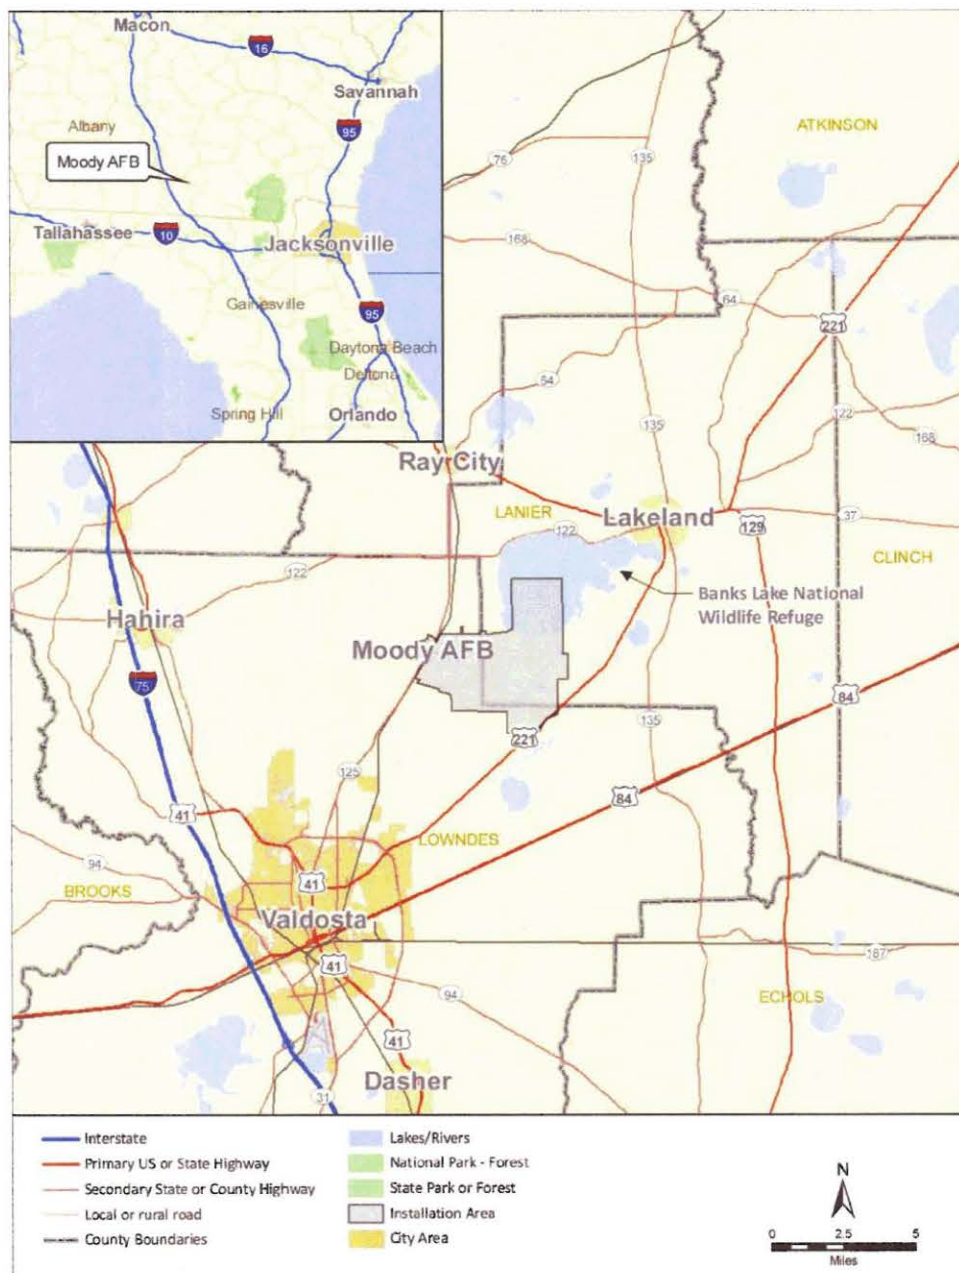 Macon
16
Savannah
95
Albany
Moody AFB
Tallahassee
10
Jacksonville
Gainesville
95
Daytona Beach
Deltona
Spring Hill
Orlando
ATKINSON
76
135
168
64
221
54
135
122
168
Ray City
LANIER
122
Lakeland
129
37
CLINCH
122
Banks Lake National
Wildlife Refuge
Hahira
Moody AFB
75
84
135
221
125
84
41
LOWNDES
94
BROOKS
41
Valdosta
41
187
94
ECHOLS
41
Dasher
31
Interstate
Primary US or State Highway
Secondary State or County Highway
Local or rural road
County Boundaries
Lakes/Rivers
National Park - Forest
State Park or Forest
Installation Area
City Area
N
0 2.5 5
Miles